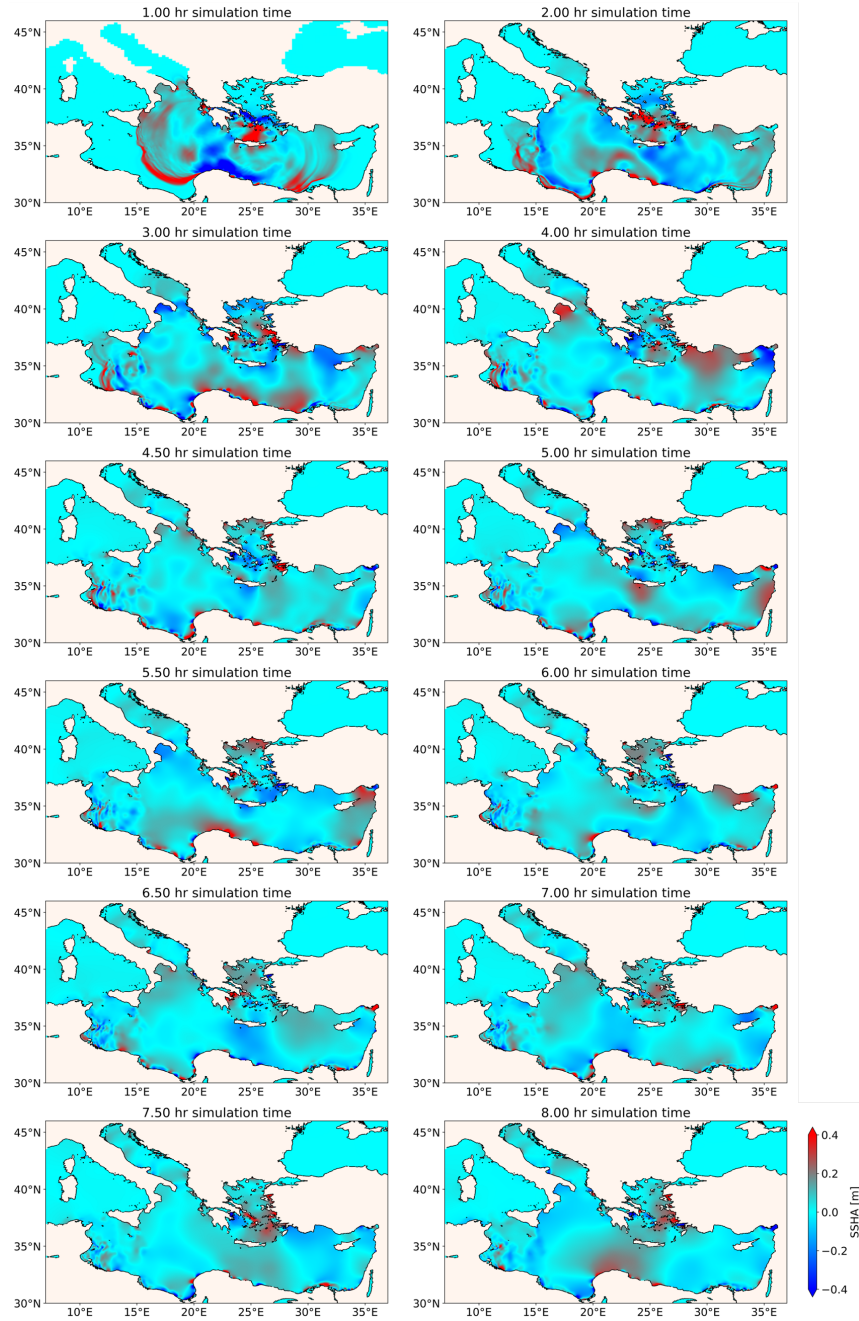 1.00 hr simulation time 2.00 hr simulation time
45°N 45°N
40°N 40°N
35°N 35°N
30°N 30°N
10°E 15°E 20°E 25°E 30°E 35°E 10°E 15°E 20°E 25°E 30°E 35°E
3.00 hr simulation time 4.00 hr simulation time
45°N 45°N
40°N 40°N
35°N 35°N
30°N 30°N
10°E 15°E 20°E 25°E 30°E 35°E 10°E 15°E 20°E 25°E 30°E 35°E
4.50 hr simulation time 5.00 hr simulation time
45°N 45°N
40°N 40°N
35°N 35°N
30°N 30°N
10°E 15°E 20°E 25°E 30°E 35°E 10°E 15°E 20°E 25°E 30°E 35°E
5.50 hr simulation time 6.00 hr simulation time
45°N 45°N
40°N 40°N
35°N 35°N
30°N 30°N
10°E 15°E 20°E 25°E 30°E 35°E 10°E 15°E 20°E 25°E 30°E 35°E
6.50 hr simulation time 7.00 hr simulation time
45°N 45°N
40°N 40°N
35°N 35°N
30°N 30°N
10°E 15°E 20°E 25°E 30°E 35°E 10°E 15°E 20°E 25°E 30°E 35°E
7.50 hr simulation time 8.00 hr simulation time
45°N 45°N
40°N 40°N
35°N 35°N
30°N 30°N
10°E 15°E 20°E 25°E 30°E 35°E 10°E 15°E 20°E 25°E 30°E 35°E
0.4
0.2
0.0
−0.2
−0.4
SSHA [m]